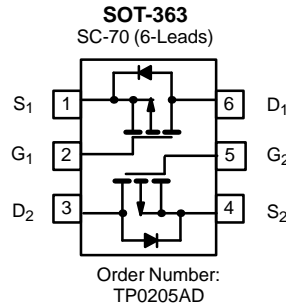 SOT-363
SC-70 (6-Leads)
S1 1 6 D1
G1 2 5 G2
D2 3 4 S2
Order Number:
TP0205AD